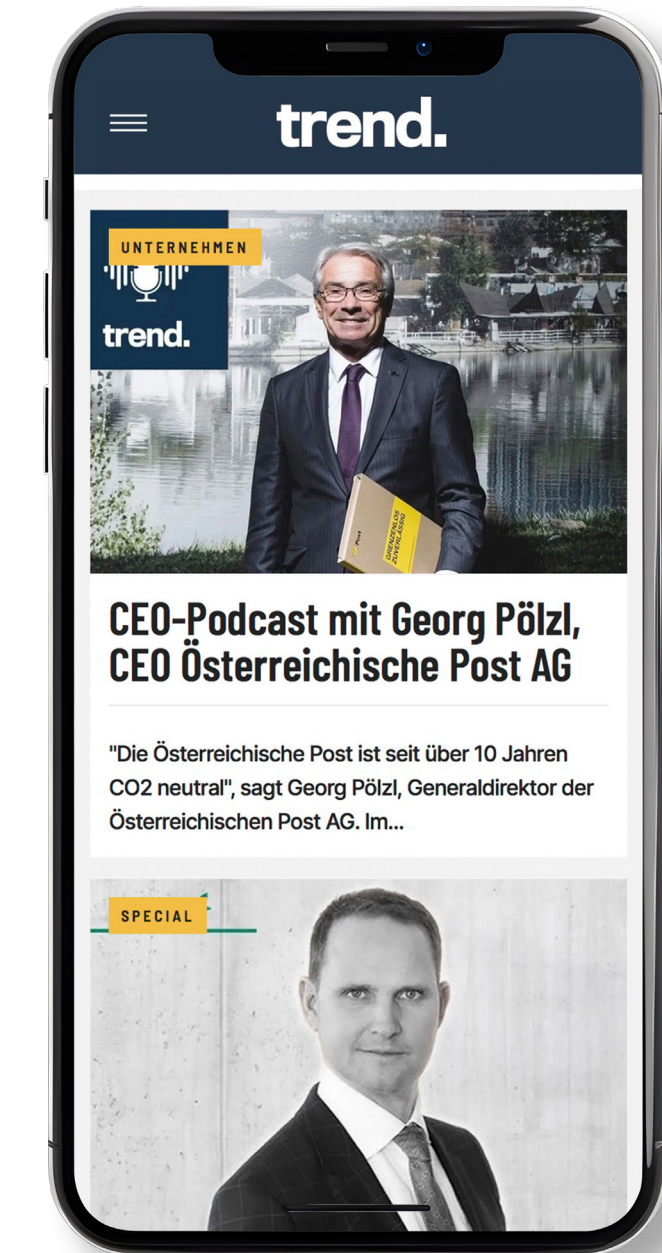 trend.
UNTERNEHMEN
trend.
Post
GRENZENLOS
ZUVERLÄSSIG
CEO-Podcast mit Georg Pölzl,
CEO Österreichische Post AG
"Die Österreichische Post ist seit über 10 Jahren
CO2 neutral", sagt Georg Pölzl, Generaldirektor der
Österreichischen Post AG. Im...
SPECIAL